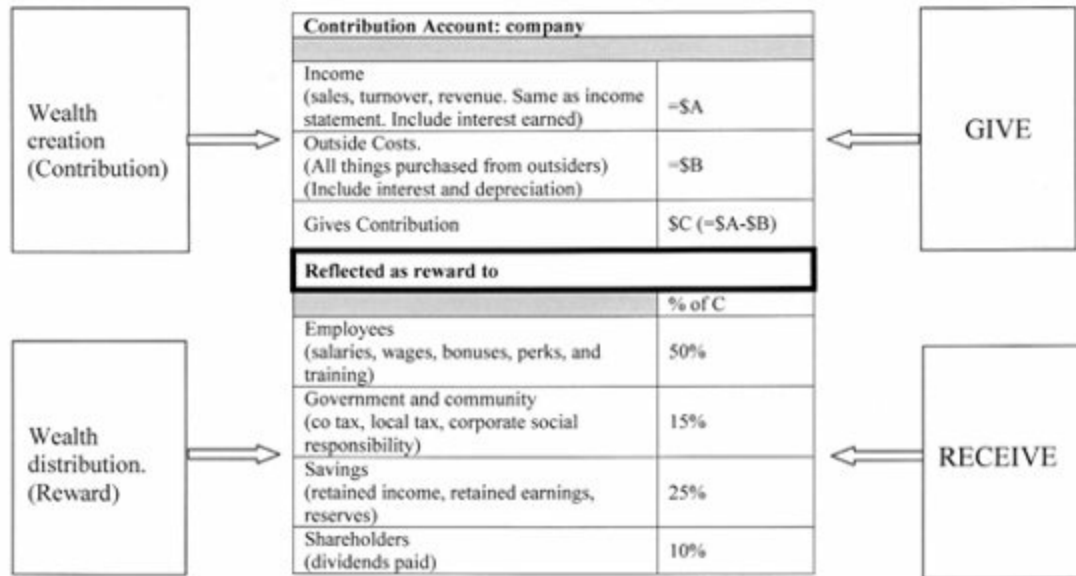 Wealth
creation
(Contribution)
Contribution Account: company
Income
(sales, turnover, revenue. Same as income
statement. Include interest earned)
=$A
Outside Costs.
(All things purchased from outsiders)
(Include interest and depreciation)
=$B
Gives Contribution
$C (=$A-$B)
GIVE
Reflected as reward to
% of C
Wealth
distribution.
(Reward)
Employees
(salaries, wages, bonuses, perks, and
training)
50%
Government and community
(co tax, local tax, corporate social
responsibility)
15%
Savings
(retained income, retained earnings,
reserves)
25%
Shareholders
(dividends paid)
10%
RECEIVE